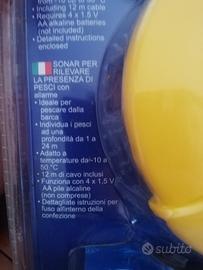 from -10 to 50 °C
• Including 12 m cable
• Requires 4 x 1.5 V
AA alkaline batteries
(not included)
• Detailed instructions
enclosed
SONAR PER
RILEVARE
LA PRESENZA DI
PESCI con
allarme
• Ideale per
pescare dalla
barca
• Individua i pesci
ad una
profondità da 1 a
24 m
• Adatto a
temperature da -10 a
50 °C
• 12 m di cavo inclusi
• Funziona con 4 x 1,5
V AA pile alcaline
(non comprese)
• Dettagliate istruzioni per
l'uso all'interno della
confezione
subito